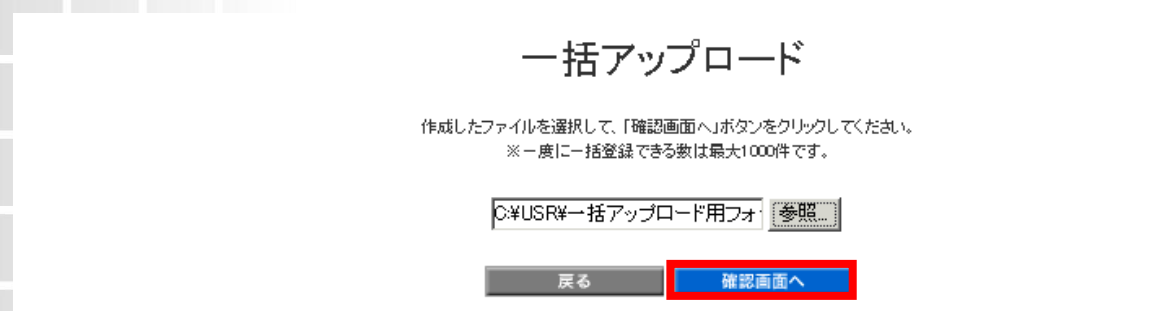 一括アップロード
作成したファイルを選択して、「確認画面へ」ボタンをクリックしてください。
※一度に一括登録できる数は最大1000件です。
C:¥USR¥一括アップロード用フォ
参照...
戻る
確認画面へ